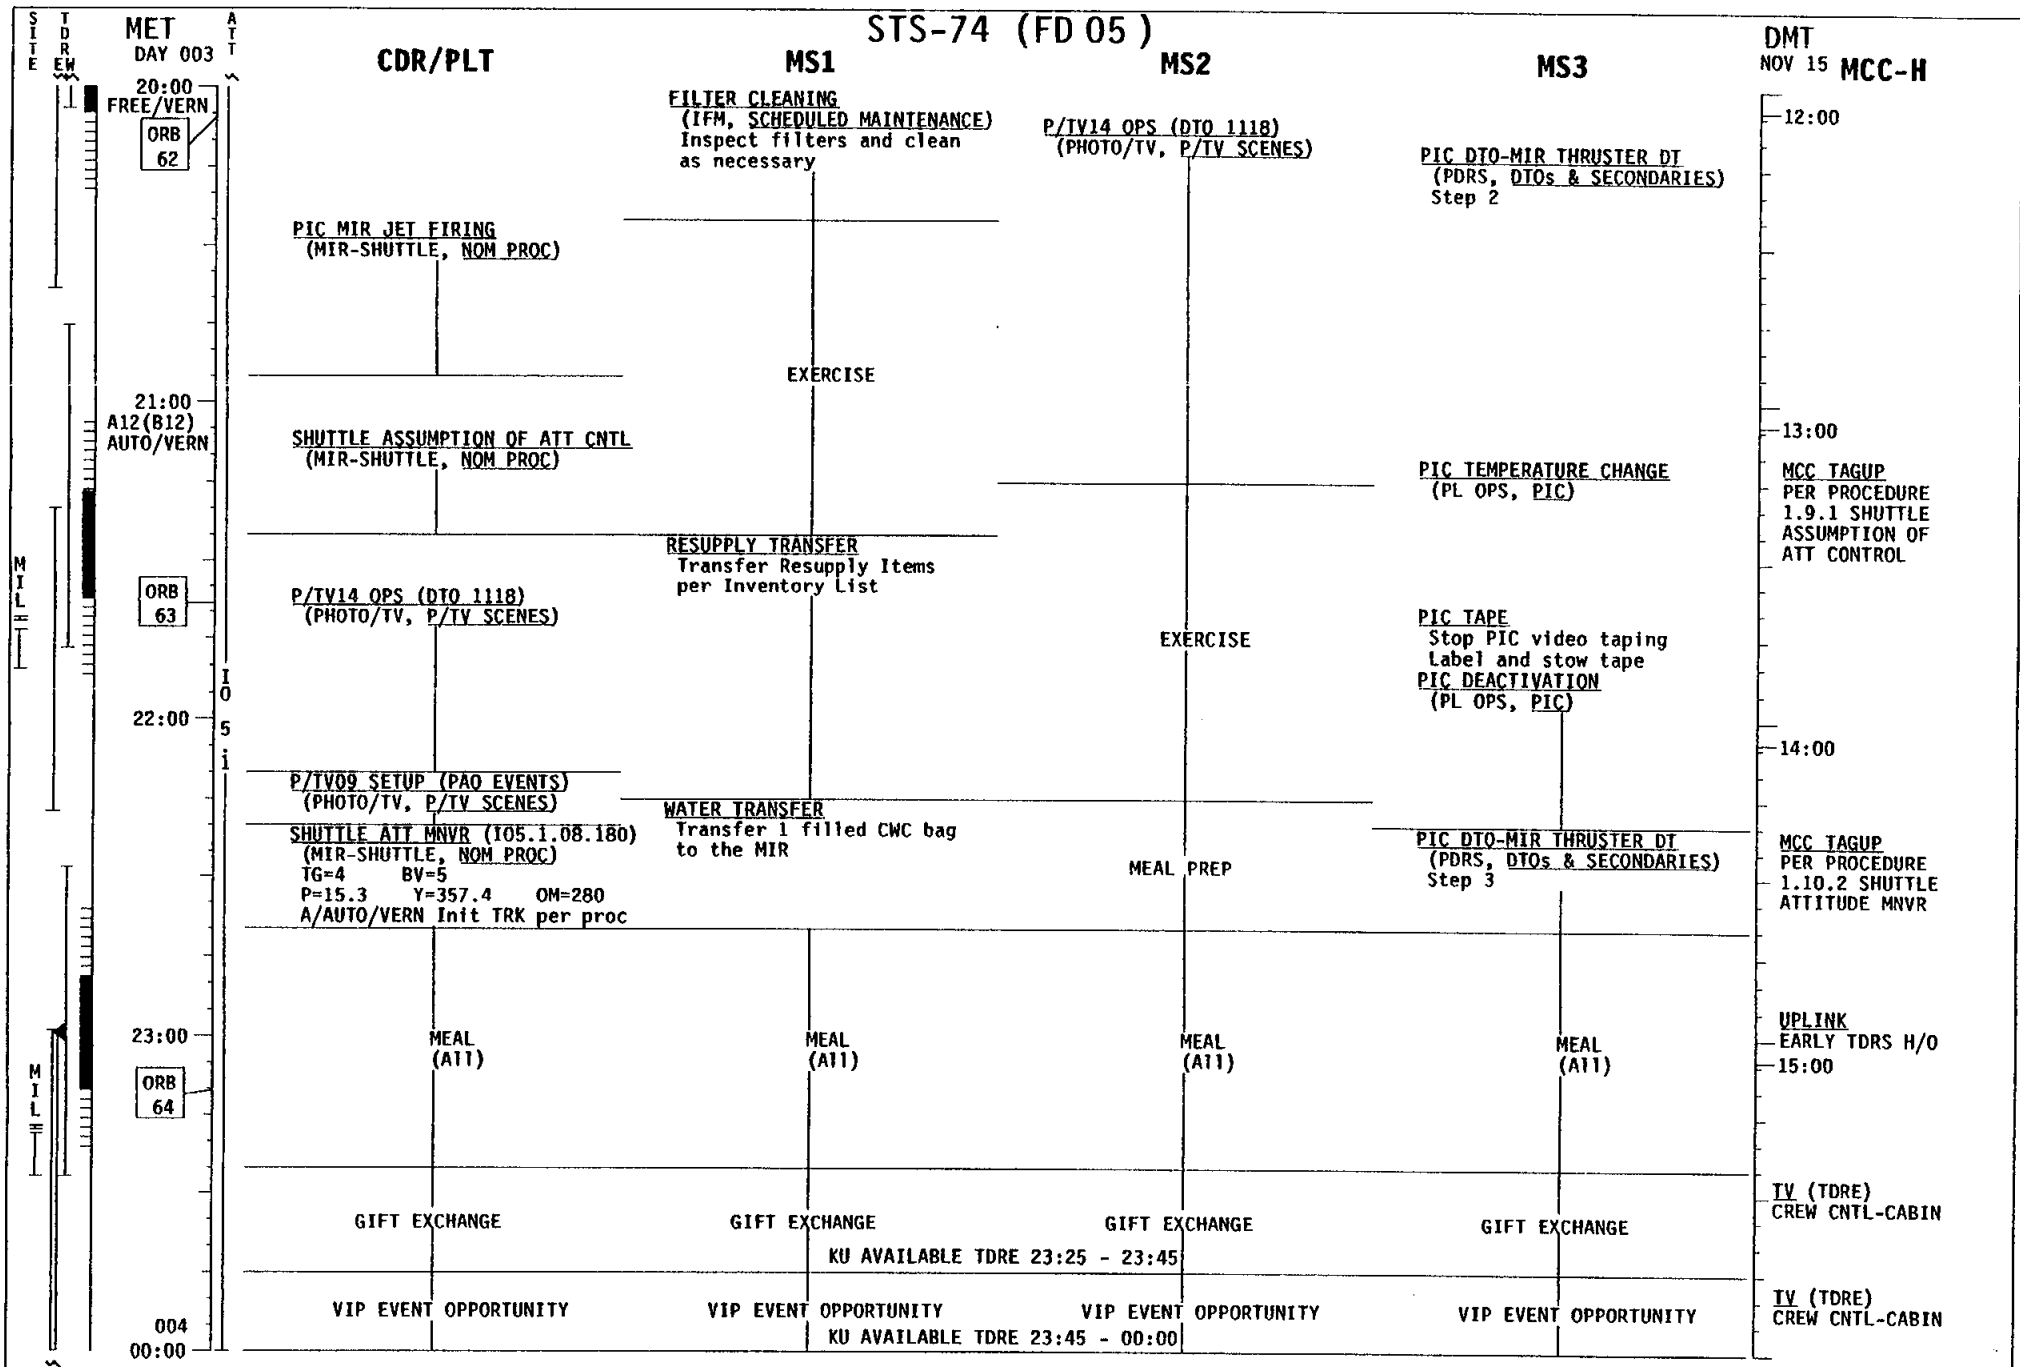 STS-74 (FD 05)
SITE
TDRS
E W
MET
DAY 003
ATT
CDR/PLT
MS1
MS2
MS3
DMT
NOV 15
MCC-H
20:00
FREE/VERN
ORB
62
21:00
A12(B12)
AUTO/VERN
MIL
ORB
63
22:00
IO 5 i
23:00
MIL
ORB
64
004
00:00
PIC MIR JET FIRING
(MIR-SHUTTLE, NOM PROC)
SHUTTLE ASSUMPTION OF ATT CNTL
(MIR-SHUTTLE, NOM PROC)
P/TV14 OPS (DTO 1118)
(PHOTO/TV, P/TV SCENES)
P/TV09 SETUP (PAO EVENTS)
(PHOTO/TV, P/TV SCENES)
SHUTTLE ATT MNVR (IO5.1.08.180)
(MIR-SHUTTLE, NOM PROC)
TG=4 BV=5
P=15.3 Y=357.4 OM=280
A/AUTO/VERN Init TRK per proc
MEAL
(All)
GIFT EXCHANGE
VIP EVENT OPPORTUNITY
FILTER CLEANING
(IFM, SCHEDULED MAINTENANCE)
Inspect filters and clean
as necessary
EXERCISE
RESUPPLY TRANSFER
Transfer Resupply Items
per Inventory List
WATER TRANSFER
Transfer 1 filled CWC bag
to the MIR
MEAL
(All)
GIFT EXCHANGE
KU AVAILABLE TDRE 23:25 - 23:45
VIP EVENT OPPORTUNITY
KU AVAILABLE TDRE 23:45 - 00:00
P/TV14 OPS (DTO 1118)
(PHOTO/TV, P/TV SCENES)
EXERCISE
MEAL PREP
MEAL
(All)
GIFT EXCHANGE
VIP EVENT OPPORTUNITY
PIC DTO-MIR THRUSTER DT
(PDRS, DTOs & SECONDARIES)
Step 2
PIC TEMPERATURE CHANGE
(PL OPS, PIC)
PIC TAPE
Stop PIC video taping
Label and stow tape
PIC DEACTIVATION
(PL OPS, PIC)
PIC DTO-MIR THRUSTER DT
(PDRS, DTOs & SECONDARIES)
Step 3
MEAL
(All)
GIFT EXCHANGE
VIP EVENT OPPORTUNITY
12:00
13:00
MCC TAGUP
PER PROCEDURE
1.9.1 SHUTTLE
ASSUMPTION OF
ATT CONTROL
14:00
MCC TAGUP
PER PROCEDURE
1.10.2 SHUTTLE
ATTITUDE MNVR
UPLINK
EARLY TDRS H/O
15:00
TV (TDRE)
CREW CNTL-CABIN
TV (TDRE)
CREW CNTL-CABIN